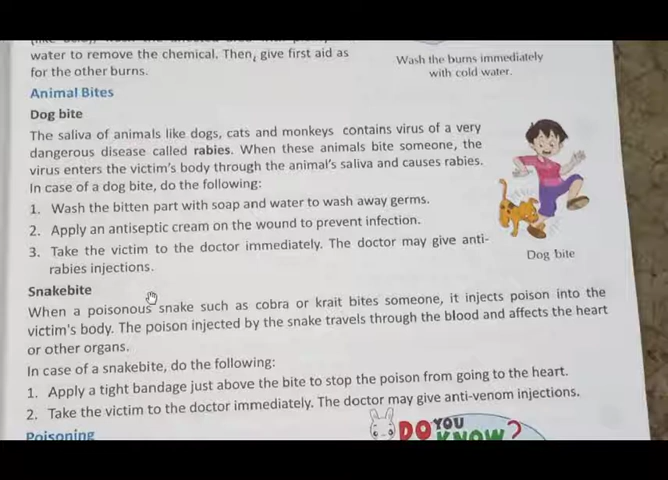 water to remove the chemical. Then, give first aid as
for the other burns.
Wash the burns immediately
with cold water.
Animal Bites
Dog bite
The saliva of animals like dogs, cats and monkeys contains virus of a very
dangerous disease called rabies. When these animals bite someone, the
virus enters the victim's body through the animal's saliva and causes rabies.
In case of a dog bite, do the following:
1. Wash the bitten part with soap and water to wash away germs.
2. Apply an antiseptic cream on the wound to prevent infection.
3. Take the victim to the doctor immediately. The doctor may give anti-
rabies injections.
Dog bite
Snakebite
When a poisonous snake such as cobra or krait bites someone, it injects poison into the
victim's body. The poison injected by the snake travels through the blood and affects the heart
or other organs.
In case of a snakebite, do the following:
1. Apply a tight bandage just above the bite to stop the poison from going to the heart.
2. Take the victim to the doctor immediately. The doctor may give anti-venom injections.
Poisoning
DO YOU KNOW?